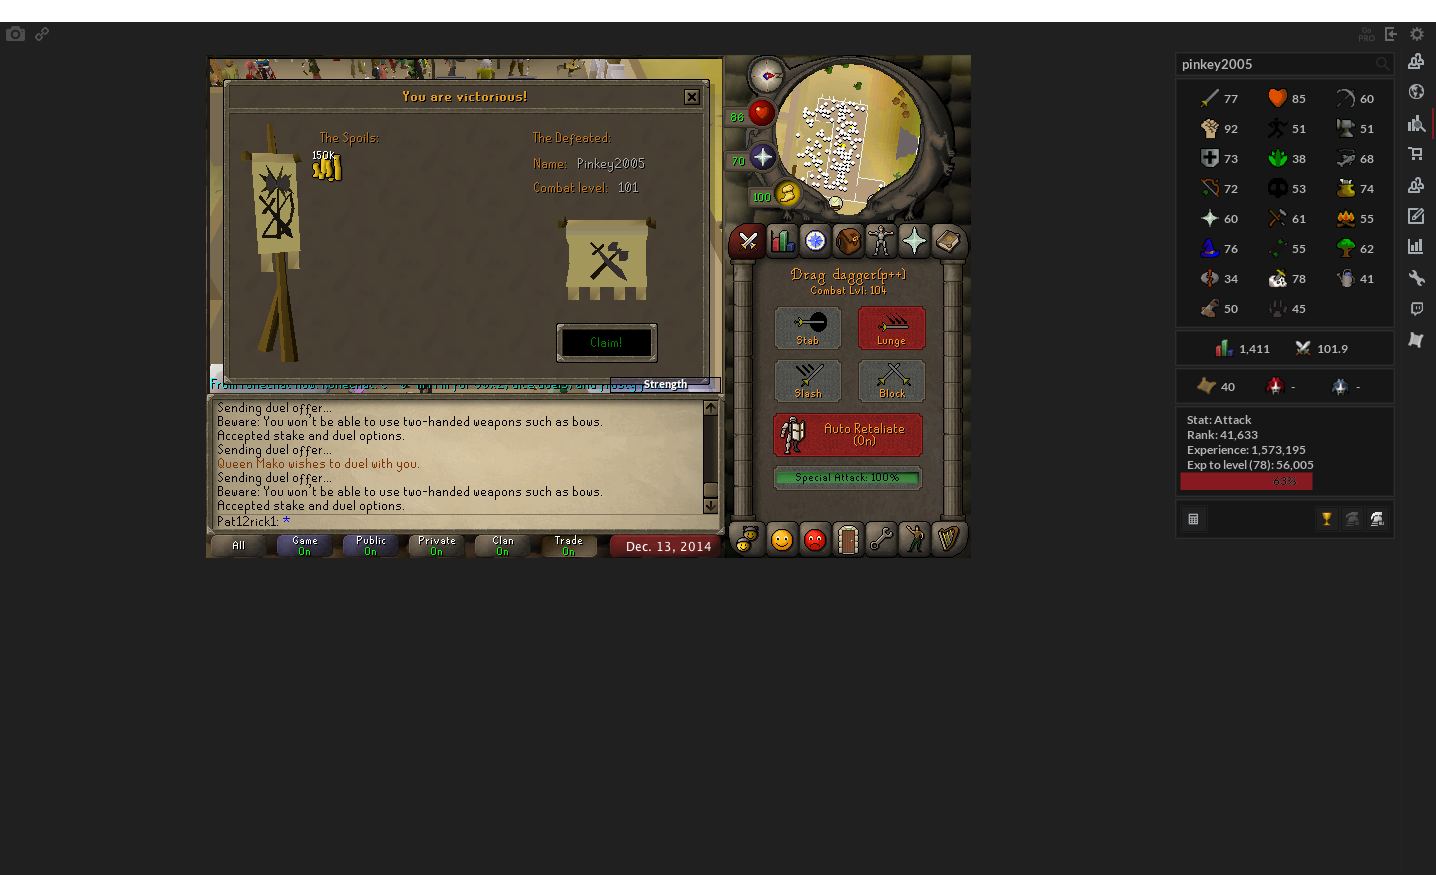 Go
PRO
You are victorious!
The Spoils:
150K
The Defeated:
Name: Pinkey2005
Combat level: 101
Claim!
Strength
Sending duel offer...
Beware: You won't be able to use two-handed weapons such as bows.
Accepted stake and duel options.
Sending duel offer...
Queen Mako wishes to duel with you.
Sending duel offer...
Beware: You won't be able to use two-handed weapons such as bows.
Accepted stake and duel options.
Pat12rick1: *
All
Game
On
Public
On
Private
On
Clan
On
Trade
On
Dec. 13, 2014
86
70
100
Drag dagger(p++)
Combat Lvl: 104
Stab
Lunge
Slash
Block
Auto Retaliate
(On)
Special Attack: 100%
pinkey2005
77 85 60
92 51 51
73 38 68
72 53 74
60 61 55
76 55 62
34 78 41
50 45
1,411 101.9
40 - -
Stat: Attack
Rank: 41,633
Experience: 1,573,195
Exp to level (78): 56,005
63%